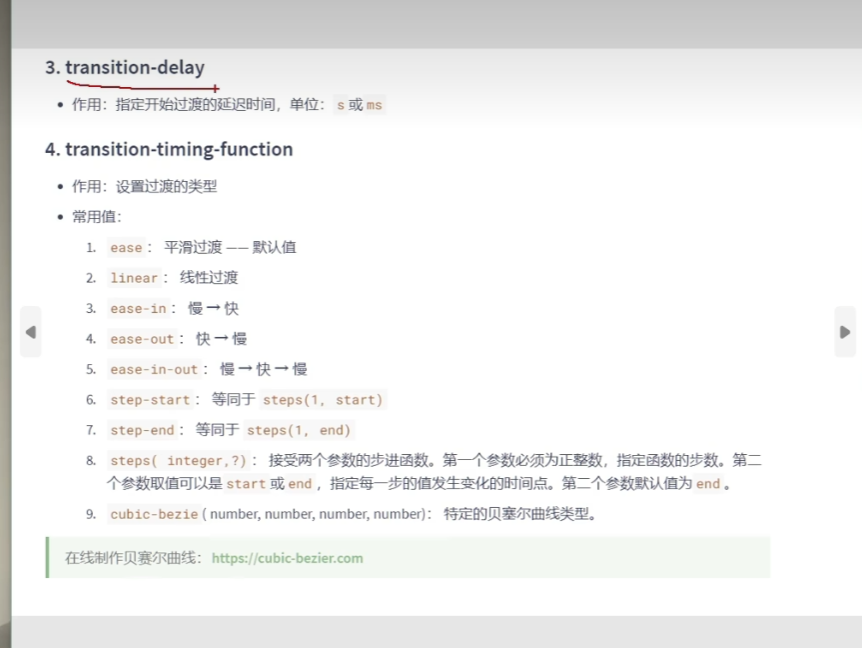 3. transition-delay
• 作用：指定开始过渡的延迟时间，单位： s 或 ms
4. transition-timing-function
• 作用：设置过渡的类型
• 常用值：
1. ease ： 平滑过渡 —— 默认值
2. linear ： 线性过渡
3. ease-in ： 慢 → 快
4. ease-out ： 快 → 慢
5. ease-in-out ： 慢 → 快 → 慢
6. step-start ： 等同于 steps(1, start)
7. step-end ： 等同于 steps(1, end)
8. steps( integer,?) ： 接受两个参数的步进函数。第一个参数必须为正整数，指定函数的步数。第二
个参数取值可以是 start 或 end ，指定每一步的值发生变化的时间点。第二个参数默认值为 end 。
9. cubic-bezie ( number, number, number, number)： 特定的贝塞尔曲线类型。
在线制作贝赛尔曲线： https://cubic-bezier.com